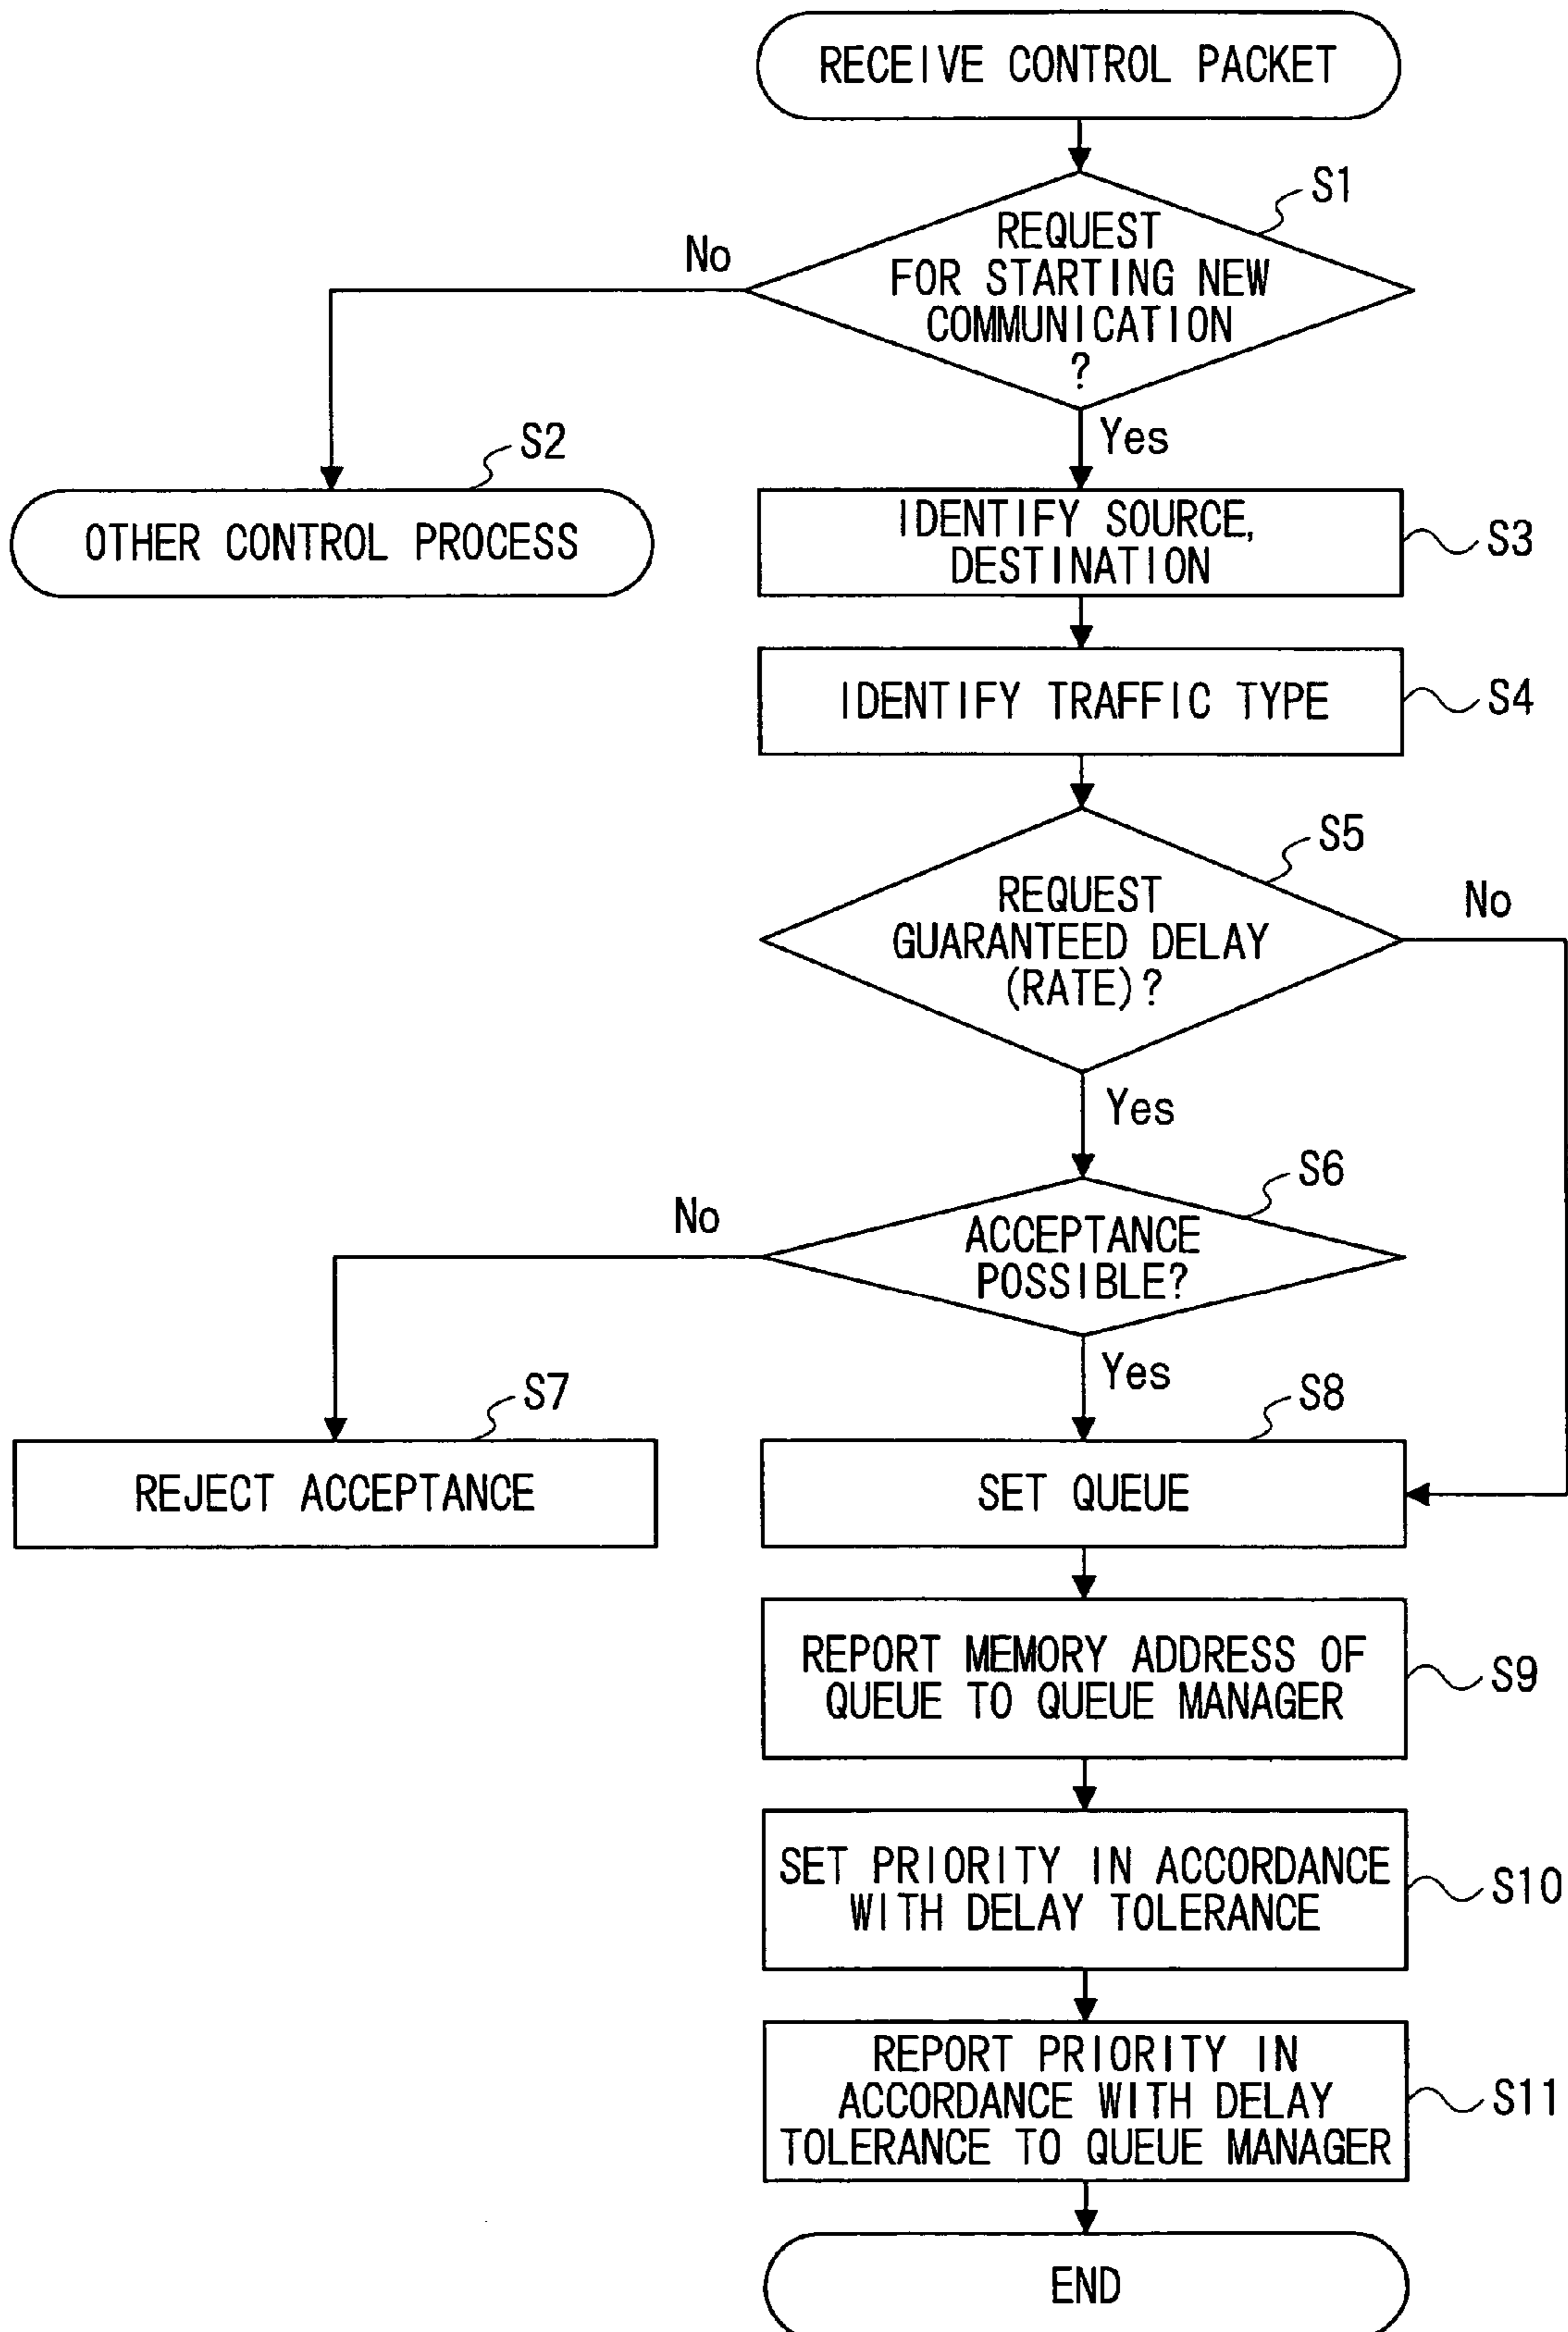 RECEIVE CONTROL PACKET
S1
REQUEST
FOR STARTING NEW
COMMUNICATION
?
No
Yes
S2
OTHER CONTROL PROCESS
IDENTIFY SOURCE,
DESTINATION
S3
IDENTIFY TRAFFIC TYPE
S4
S5
REQUEST
GUARANTEED DELAY
(RATE)?
No
Yes
S6
ACCEPTANCE
POSSIBLE?
No
Yes
S7
REJECT ACCEPTANCE
S8
SET QUEUE
REPORT MEMORY ADDRESS OF
QUEUE TO QUEUE MANAGER
S9
SET PRIORITY IN ACCORDANCE
WITH DELAY TOLERANCE
S10
REPORT PRIORITY IN
ACCORDANCE WITH DELAY
TOLERANCE TO QUEUE MANAGER
S11
END